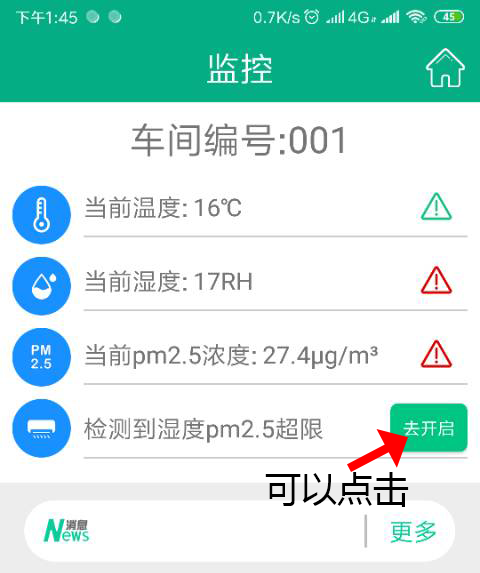 下午1:45 0.7K/s 4G 45
监控
车间编号:001
当前温度: 16℃
当前湿度: 17RH
PM
2.5
当前pm2.5浓度: 27.4μg/m³
检测到湿度pm2.5超限 去开启
可以点击
News 消息 更多